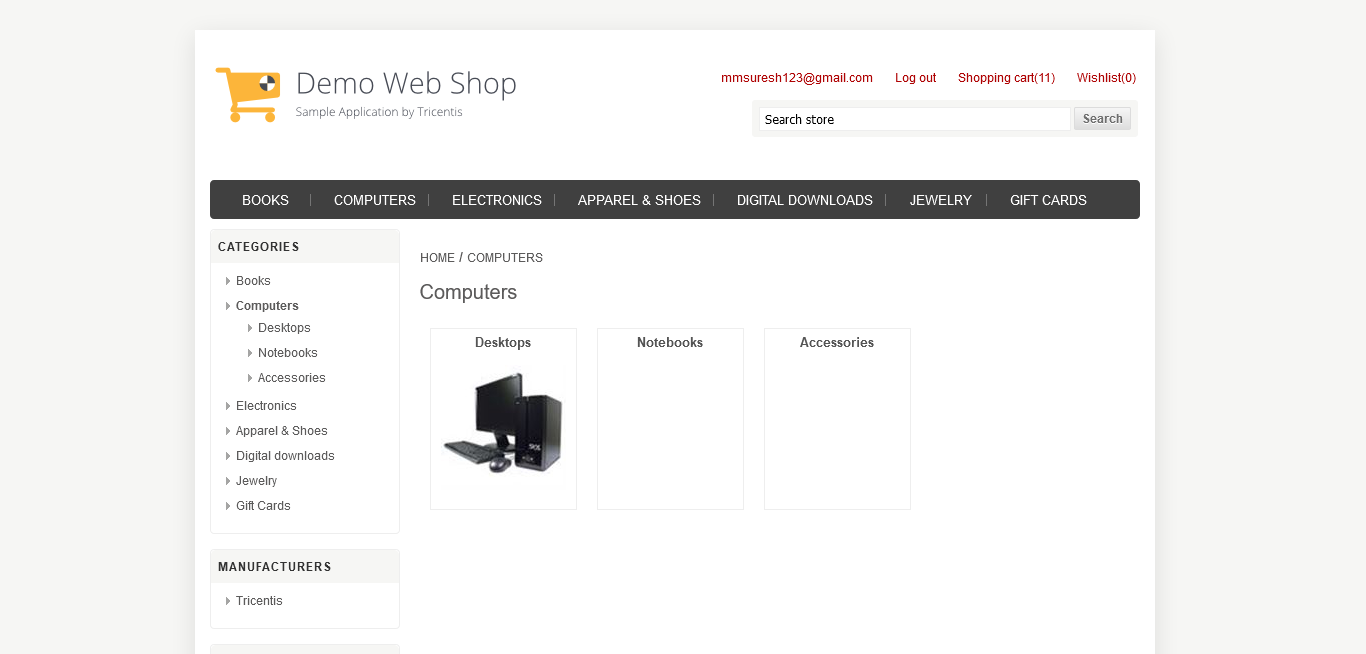 Demo Web Shop
Sample Application by Tricentis
mmsuresh123@gmail.com Log out Shopping cart(11) Wishlist(0)
Search store Search
BOOKS COMPUTERS ELECTRONICS APPAREL & SHOES DIGITAL DOWNLOADS JEWELRY GIFT CARDS
CATEGORIES
Books
Computers
Desktops
Notebooks
Accessories
Electronics
Apparel & Shoes
Digital downloads
Jewelry
Gift Cards
MANUFACTURERS
Tricentis
HOME / COMPUTERS
Computers
Desktops Notebooks Accessories